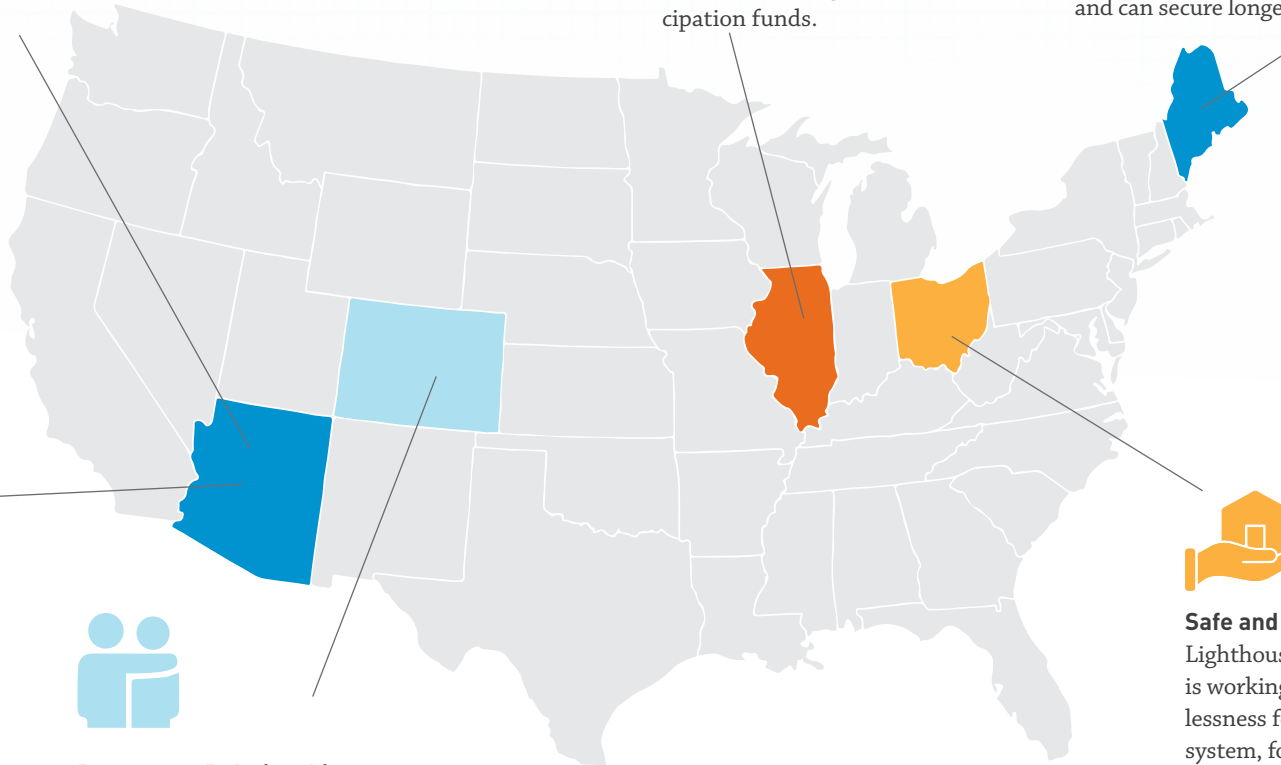 cipation funds.
and can secure longe
Safe and
Lighthous
is working
lessness f
system, fo